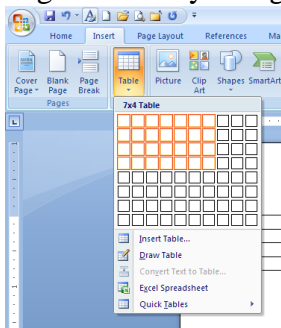 Home Insert Page Layout References Ma
Cover Page Blank Page Page Break Table Picture Clip Art Shapes SmartArt
Pages
7x4 Table
Insert Table...
Draw Table
Convert Text to Table...
Excel Spreadsheet
Quick Tables